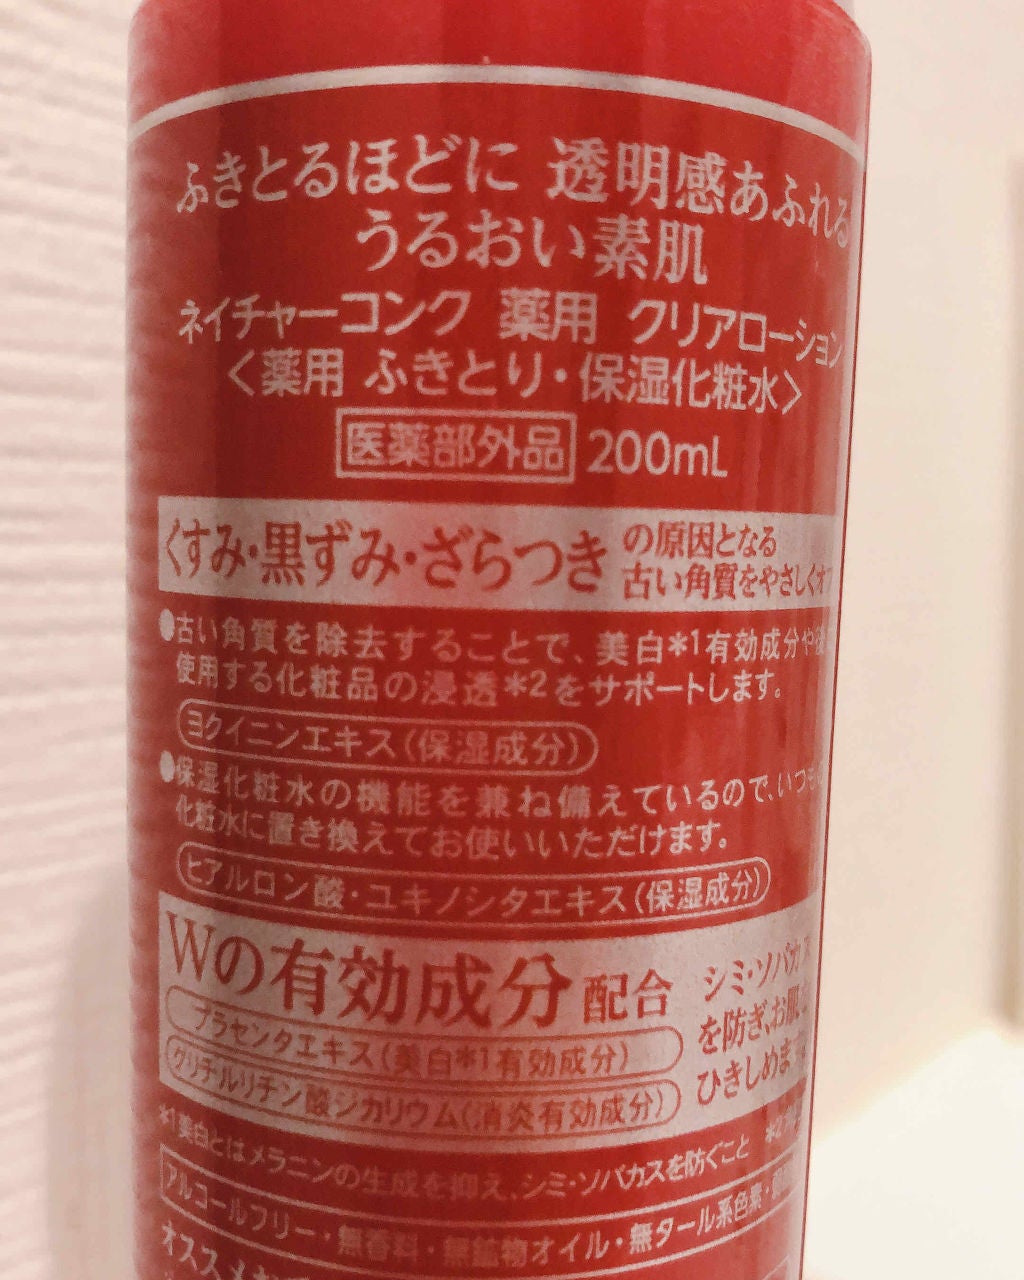 ふきとるほどに 透明感あふれる
うるおい素肌
ネイチャーコンク 薬用 クリアローション
<薬用 ふきとり・保湿化粧水>
医薬部外品 200mL
くすみ・黒ずみ・ざらつき の原因となる
古い角質をやさしくオフ
●古い角質を除去することで、美白*1有効成分や後
使用する化粧品の浸透*2をサポートします。
ヨクイニンエキス(保湿成分)
●保湿化粧水の機能を兼ね備えているので、いつも
化粧水に置き換えてお使いいただけます。
ヒアルロン酸・ユキノシタエキス(保湿成分)
Wの有効成分 配合
プラセンタエキス(美白*1有効成分)
グリチルリチン酸ジカリウム(消炎有効成分)
シミ・ソバカス
を防ぎ、お肌
ひきしめま
*1美白とはメラニンの生成を抑え、シミ・ソバカスを防ぐこと *2
アルコールフリー・無香料・無鉱物オイル・無タール系色素・
オススメ